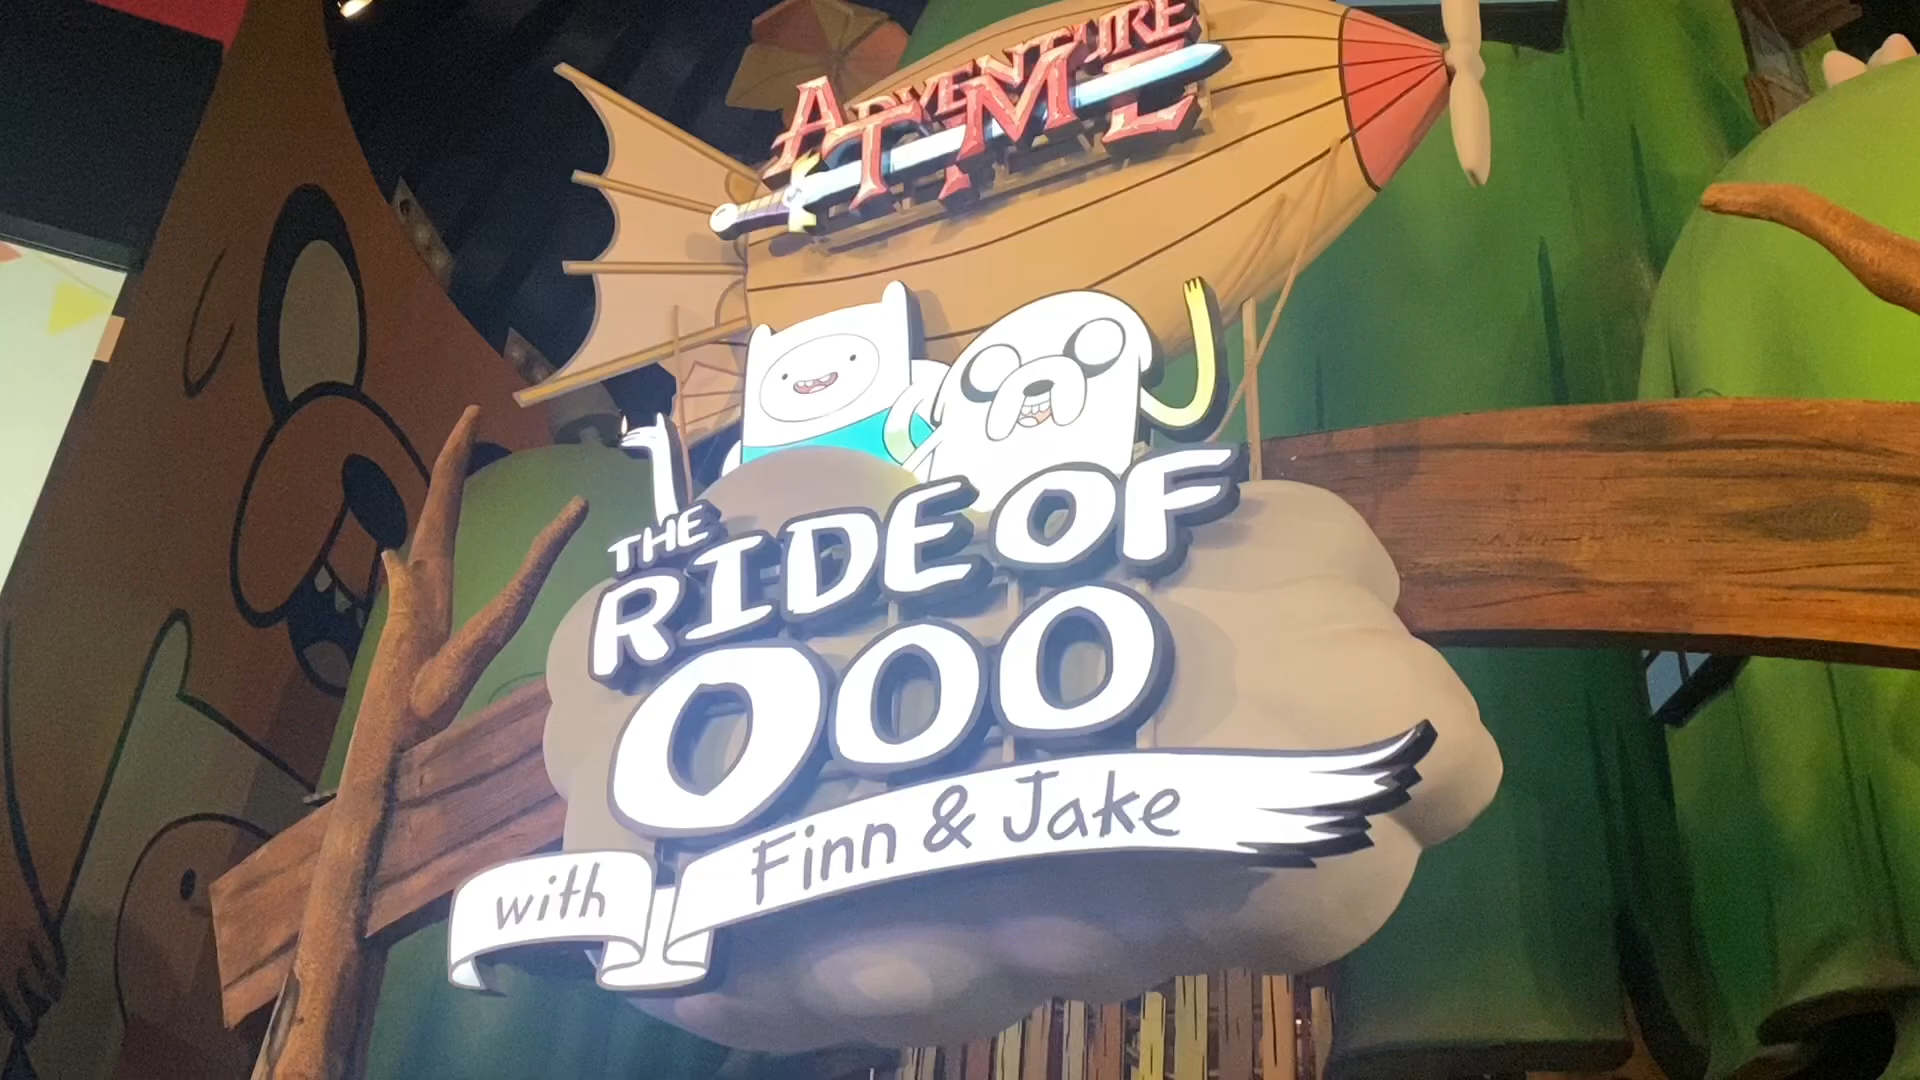 ADVENTURE
TIME
THE
RIDE OF
OOO
with Finn & Jake